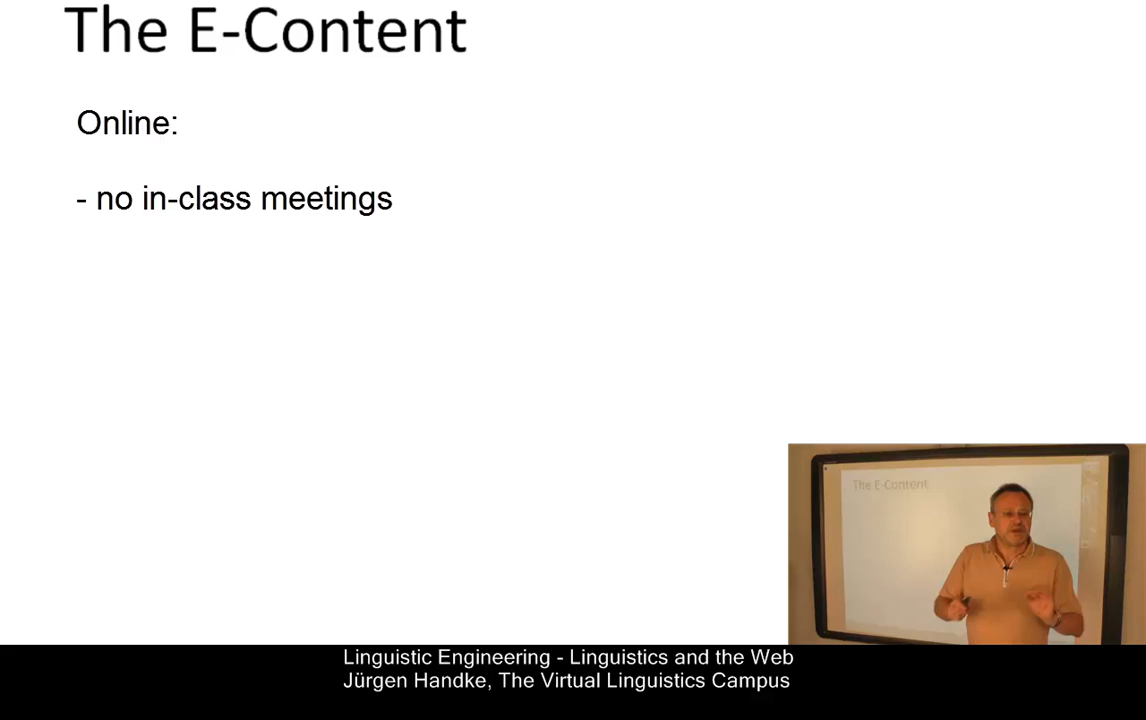 The E-Content
Online:
- no in-class meetings
The E-Content
Linguistic Engineering - Linguistics and the Web
Jürgen Handke, The Virtual Linguistics Campus